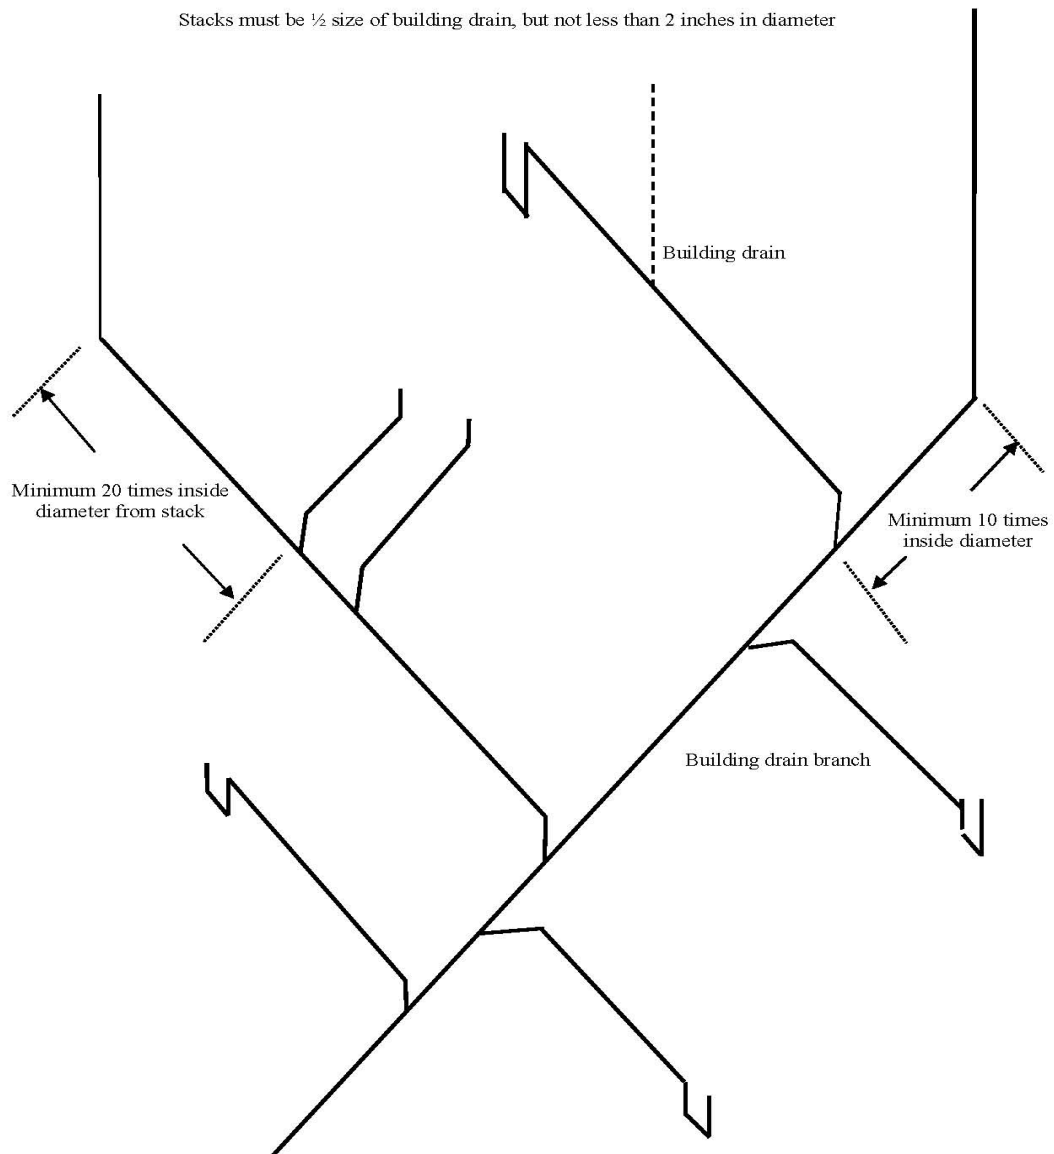 Stacks must be ½ size of building drain, but not less than 2 inches in diameter
Building drain
Minimum 20 times inside
diameter from stack
Minimum 10 times
inside diameter
Building drain branch